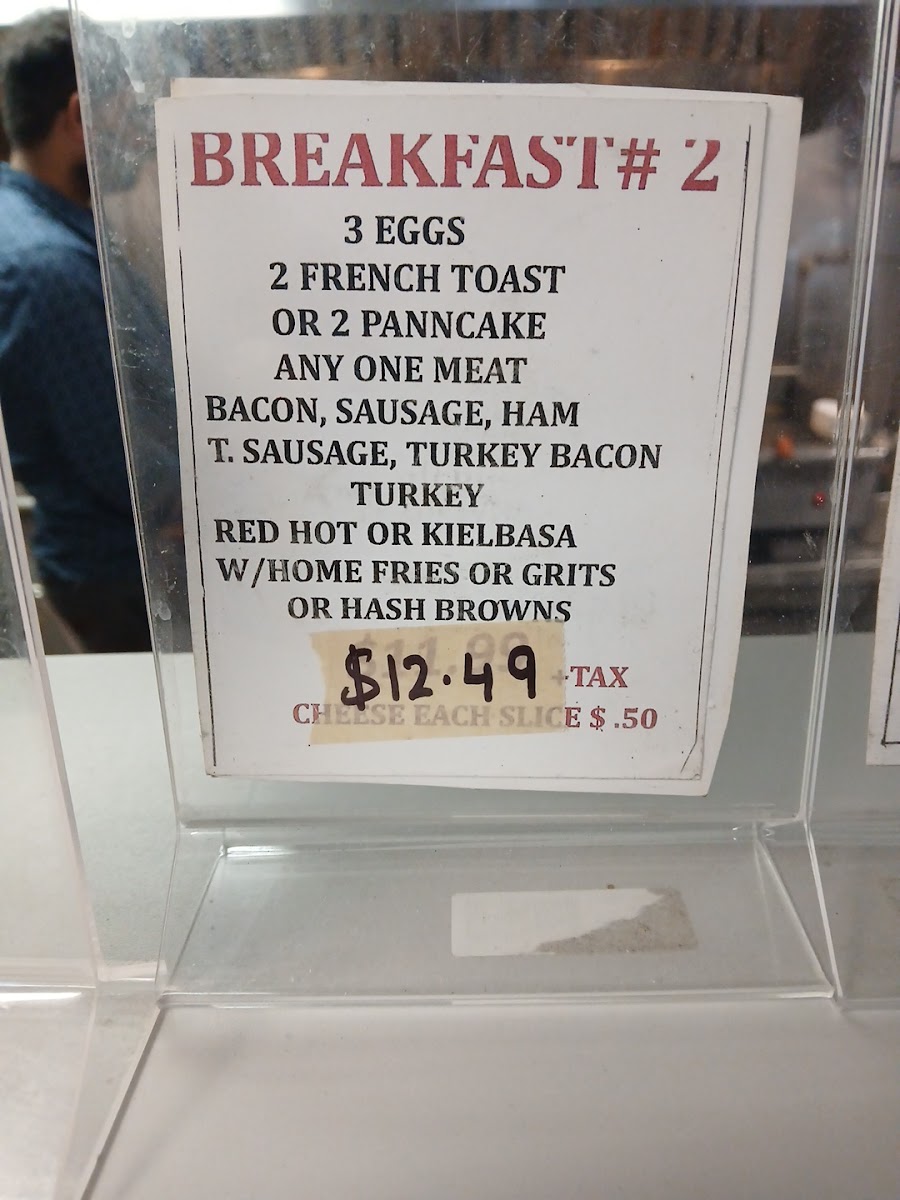 BREAKFAST # 2
3 EGGS
2 FRENCH TOAST
OR 2 PANNCAKE
ANY ONE MEAT
BACON, SAUSAGE, HAM
T. SAUSAGE, TURKEY BACON
TURKEY
RED HOT OR KIELBASA
W/HOME FRIES OR GRITS
OR HASH BROWNS
$11.99
$12.49 +TAX
CHEESE EACH SLICE $ .50